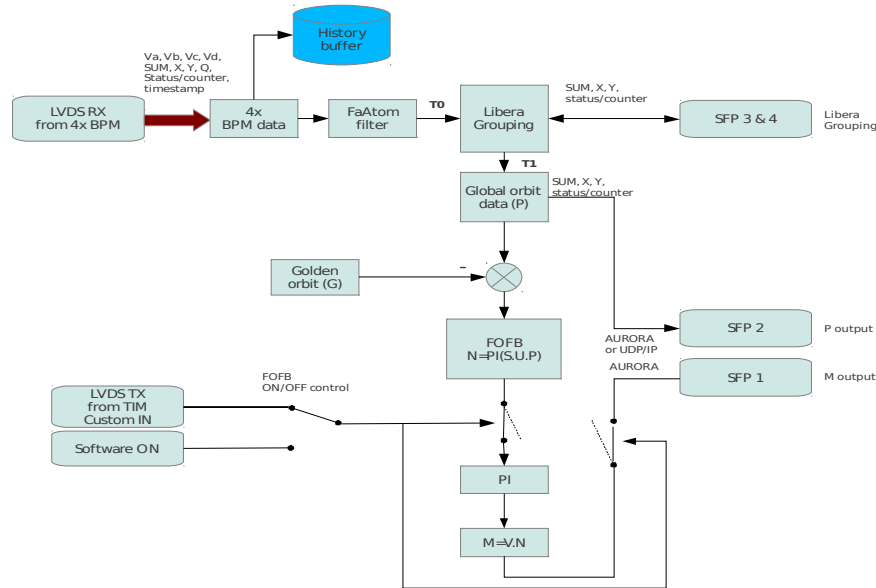 History
buffer
Va, Vb, Vc, Vd,
SUM, X, Y, Q,
Status/counter,
timestamp
LVDS RX
from 4x BPM
4x
BPM data
FaAtom
filter
T0
Libera
Grouping
SUM, X, Y,
status/counter
SFP 3 & 4
Libera
Grouping
T1
Global orbit
data (P)
SUM, X, Y,
status/counter
Golden
orbit (G)
–
FOFB
N=PI(S.U.P)
SFP 2
P output
AURORA
or UDP/IP
AURORA
SFP 1
M output
FOFB
ON/OFF control
LVDS TX
from TIM
Custom IN
Software ON
PI
M=V.N